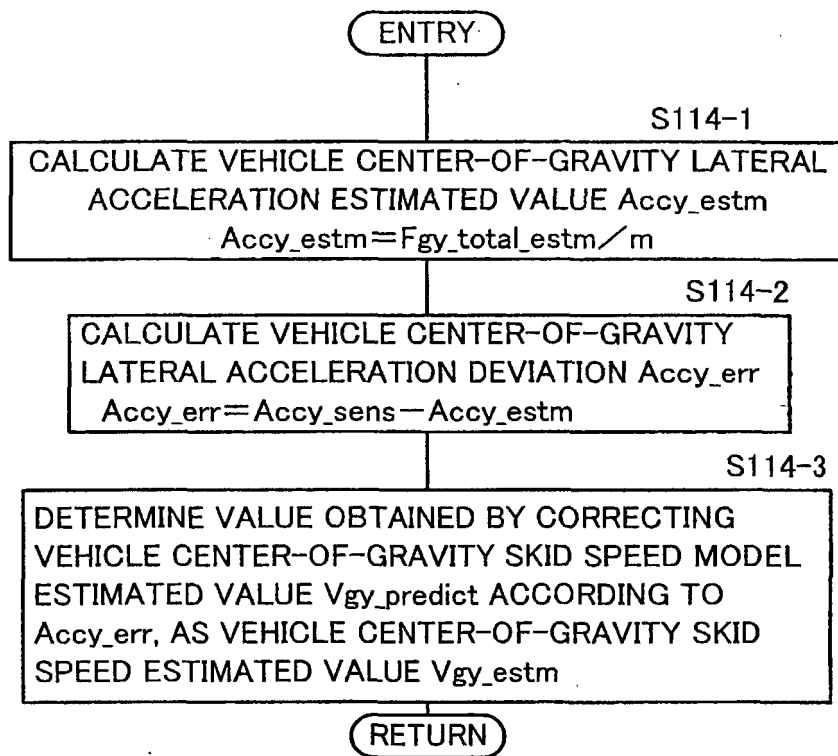 ENTRY
S114-1
CALCULATE VEHICLE CENTER-OF-GRAVITY LATERAL
ACCELERATION ESTIMATED VALUE Accy_estm
Accy_estm=Fgy_total_estm/m
S114-2
CALCULATE VEHICLE CENTER-OF-GRAVITY
LATERAL ACCELERATION DEVIATION Accy_err
Accy_err=Accy_sens-Accy_estm
S114-3
DETERMINE VALUE OBTAINED BY CORRECTING
VEHICLE CENTER-OF-GRAVITY SKID SPEED MODEL
ESTIMATED VALUE Vgy_predict ACCORDING TO
Accy_err, AS VEHICLE CENTER-OF-GRAVITY SKID
SPEED ESTIMATED VALUE Vgy_estm
RETURN